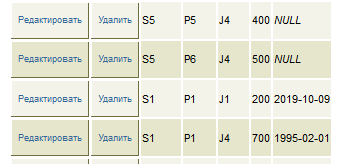 Редактировать Удалить S5 P5 J4 400 NULL
Редактировать Удалить S5 P6 J4 500 NULL
Редактировать Удалить S1 P1 J1 200 2019-10-09
Редактировать Удалить S1 P1 J4 700 1995-02-01